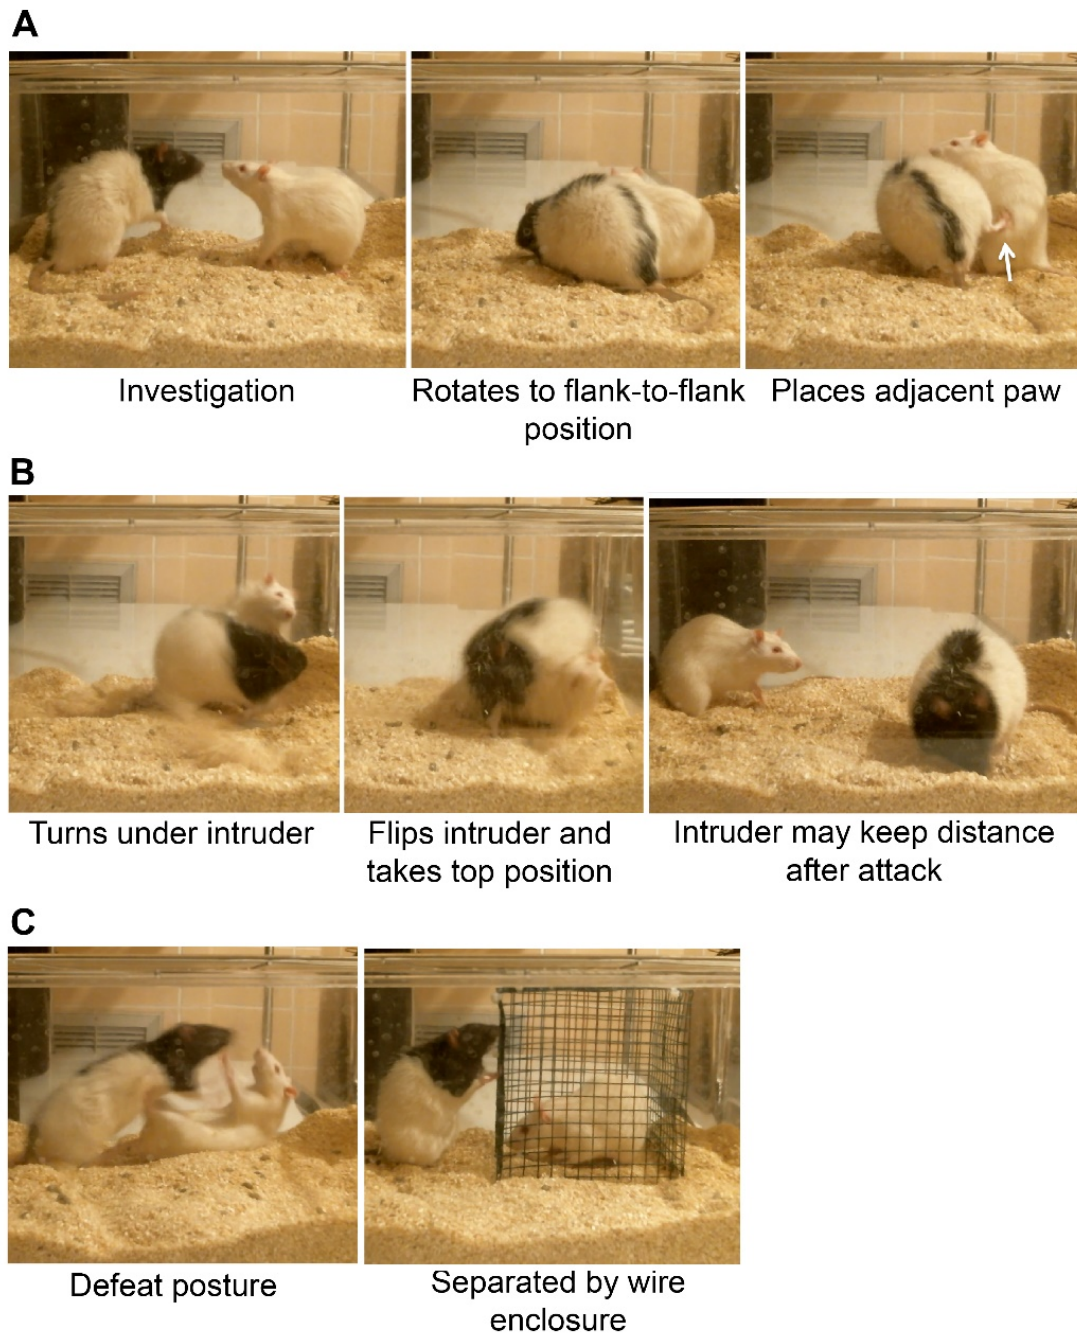 A
Investigation
Rotates to flank-to-flank
position
Places adjacent paw
B
Turns under intruder
Flips intruder and
takes top position
Intruder may keep distance
after attack
C
Defeat posture
Separated by wire
enclosure